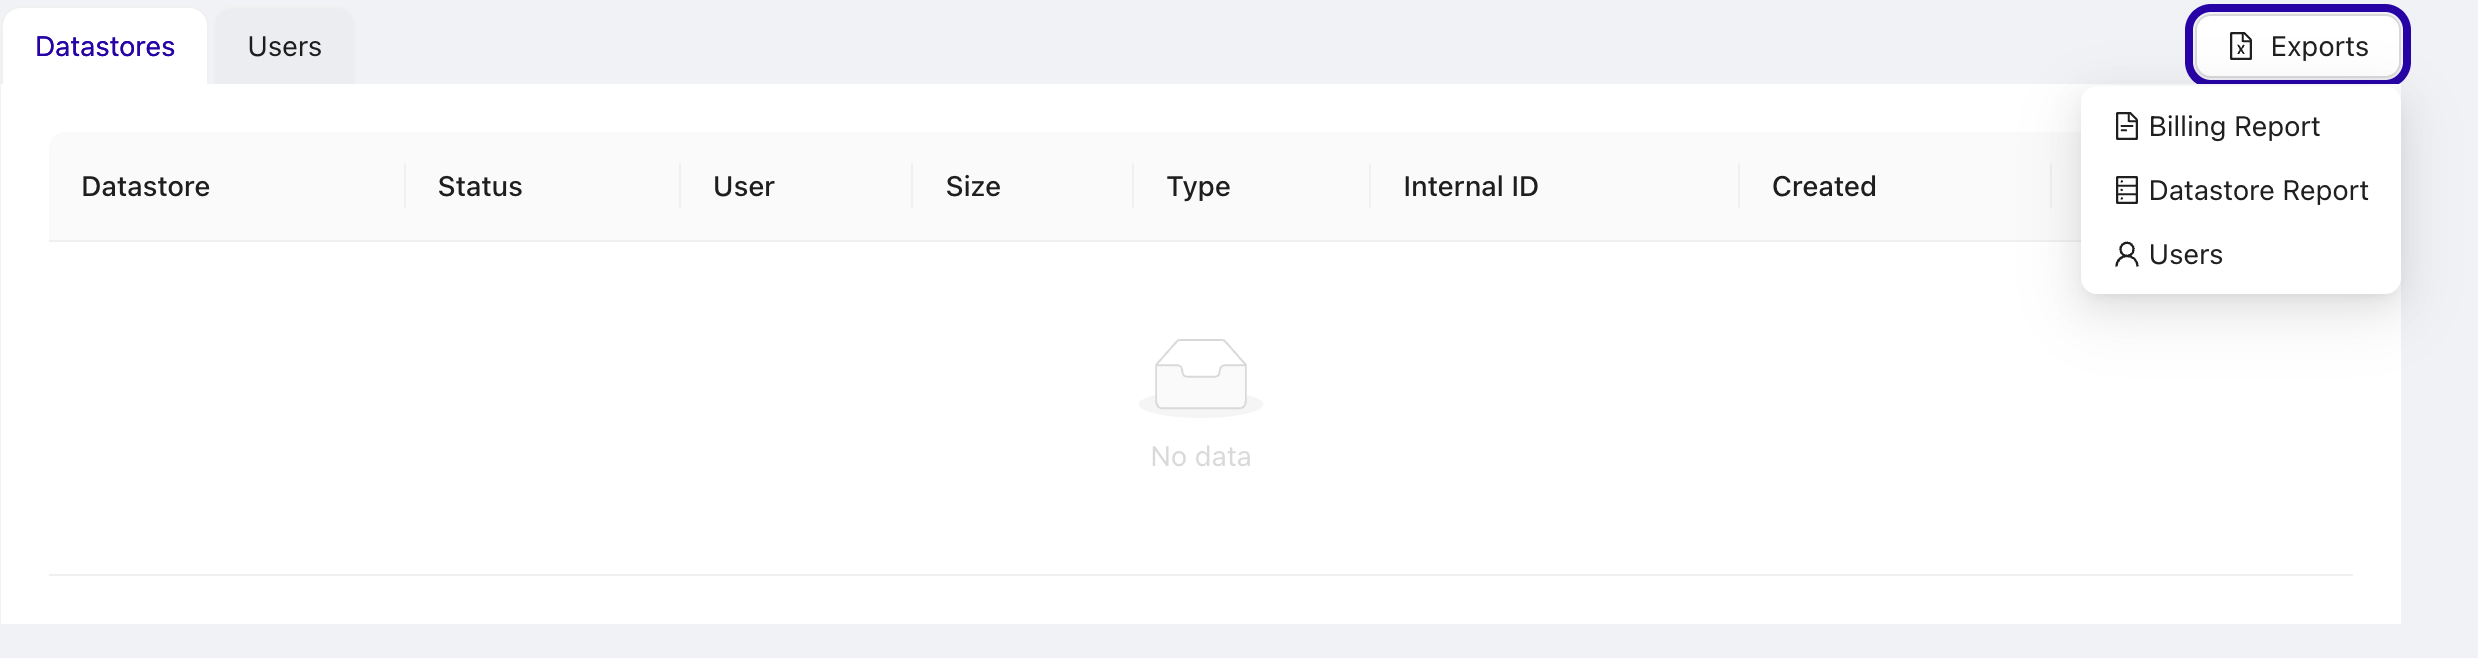 Datastores
Users
Exports
Billing Report
Datastore Report
Users
Datastore
Status
User
Size
Type
Internal ID
Created
No data